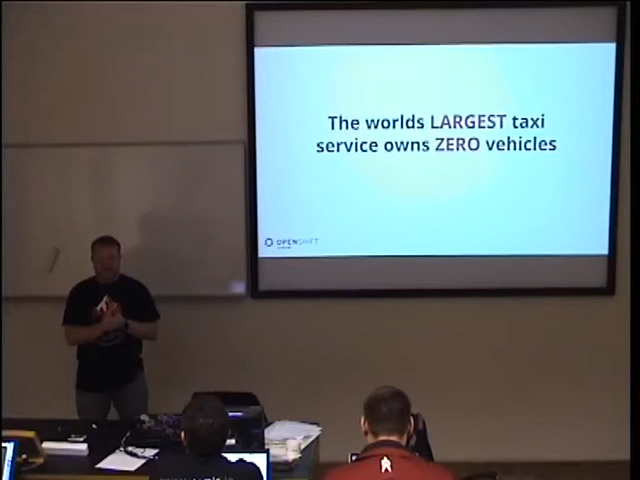 The worlds LARGEST taxi
service owns ZERO vehicles
OPENSHIFT